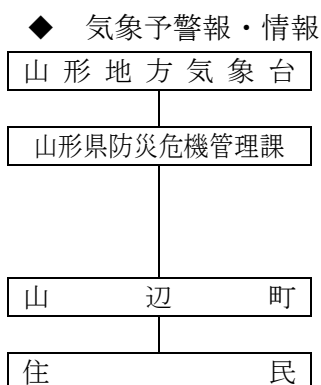 ◆ 気象予警報・情報
山形地方気象台
山形県防災危機管理課
山辺町
住民